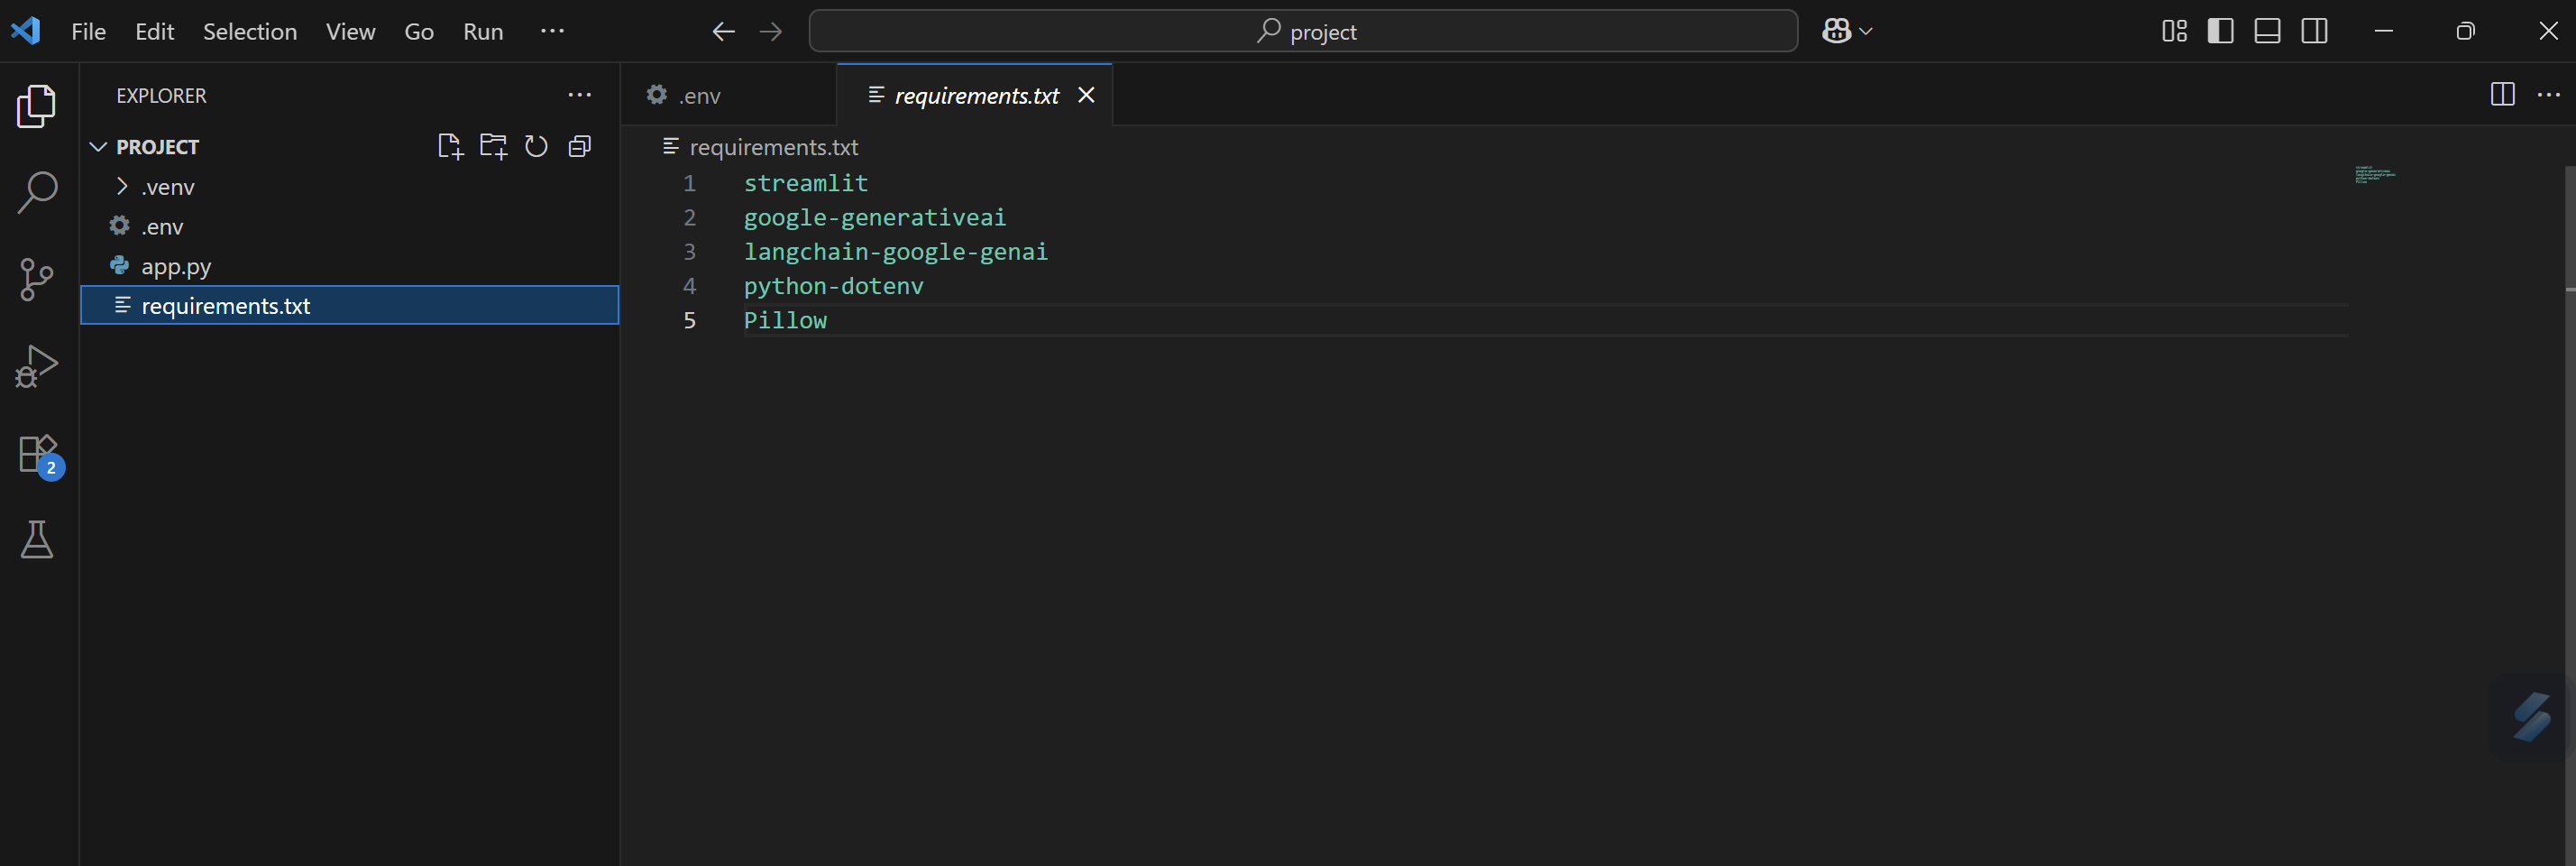 File Edit Selection View Go Run ···
project
EXPLORER
PROJECT
.venv
.env
app.py
requirements.txt
2
.env
requirements.txt
requirements.txt
1 streamlit
2 google-generativeai
3 langchain-google-genai
4 python-dotenv
5 Pillow